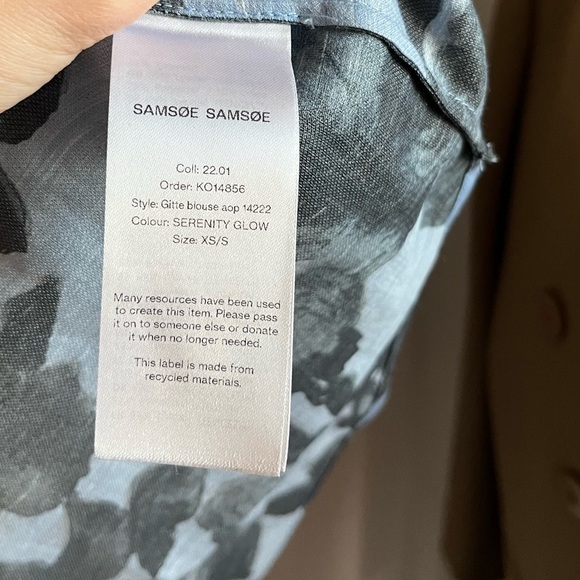 SAMSØE SAMSØE
Coll: 22.01
Order: KO14856
Style: Gitte blouse aop 14222
Colour: SERENITY GLOW
Size: XS/S
Many resources have been used
to create this item. Please pass
it on to someone else or donate
it when no longer needed.
This label is made from
recycled materials.